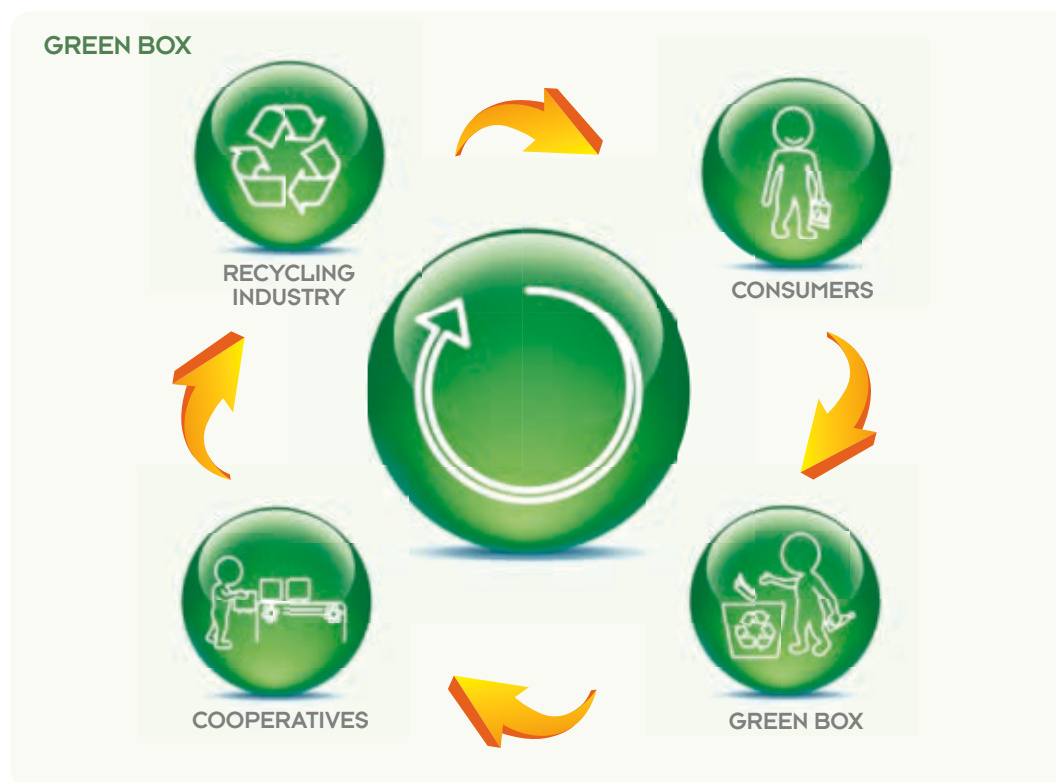 GREEN BOX
RECYCLING
INDUSTRY
CONSUMERS
COOPERATIVES
GREEN BOX